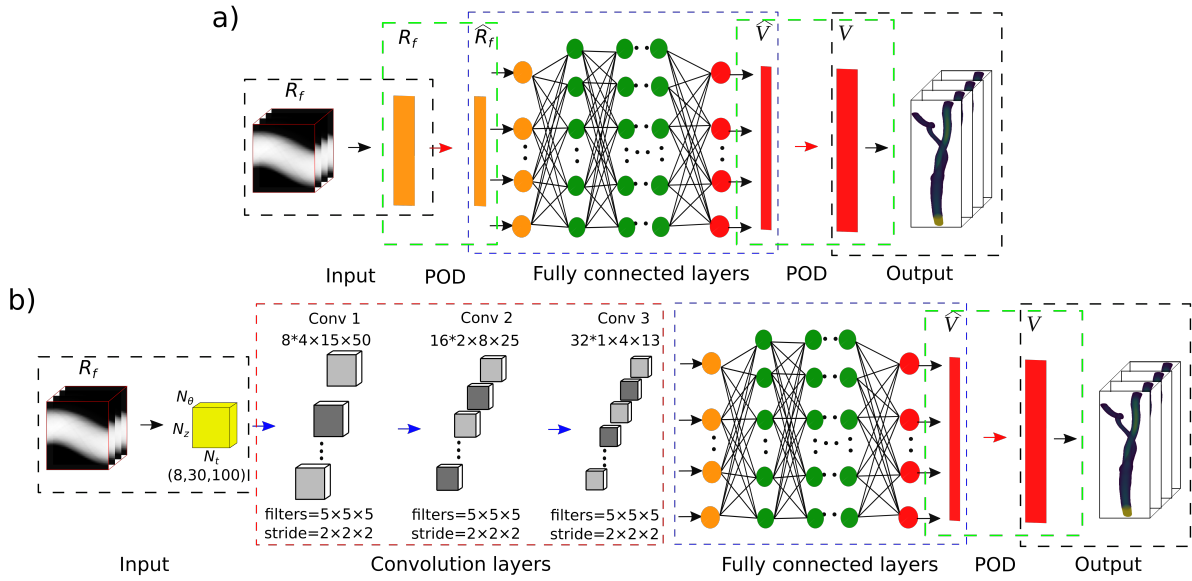 a)
R_f
R_f
\widehat{R}_f
\widehat{V}
V
Input
POD
Fully connected layers
POD
Output
b)
R_f
N_θ
N_z
N_t
(8,30,100)
Conv 1
8*4×15×50
filters=5×5×5
stride=2×2×2
Conv 2
16*2×8×25
filters=5×5×5
stride=2×2×2
Conv 3
32*1×4×13
filters=5×5×5
stride=2×2×2
\widehat{V}
V
Input
Convolution layers
Fully connected layers
POD
Output